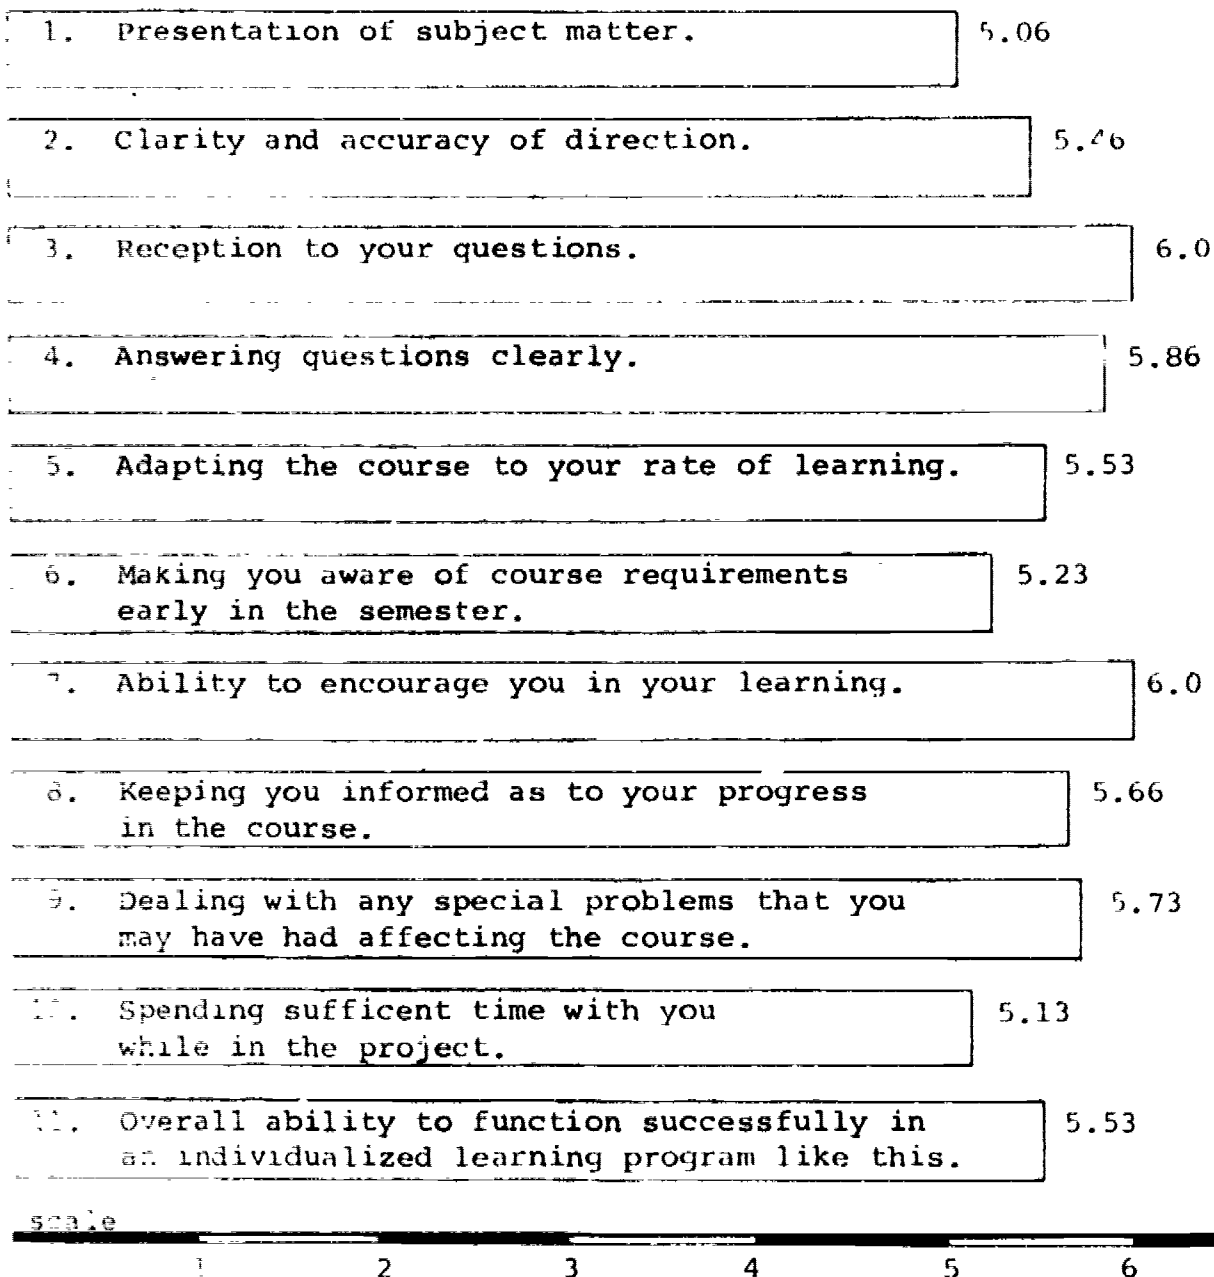 1. Presentation of subject matter. 5.06
2. Clarity and accuracy of direction. 5.46
3. Reception to your questions. 6.0
4. Answering questions clearly. 5.86
5. Adapting the course to your rate of learning. 5.53
6. Making you aware of course requirements 5.23
early in the semester.
7. Ability to encourage you in your learning. 6.0
8. Keeping you informed as to your progress 5.66
in the course.
9. Dealing with any special problems that you 5.73
may have had affecting the course.
10. Spending sufficent time with you 5.13
while in the project.
11. Overall ability to function successfully in 5.53
an individualized learning program like this.
scale
1 2 3 4 5 6